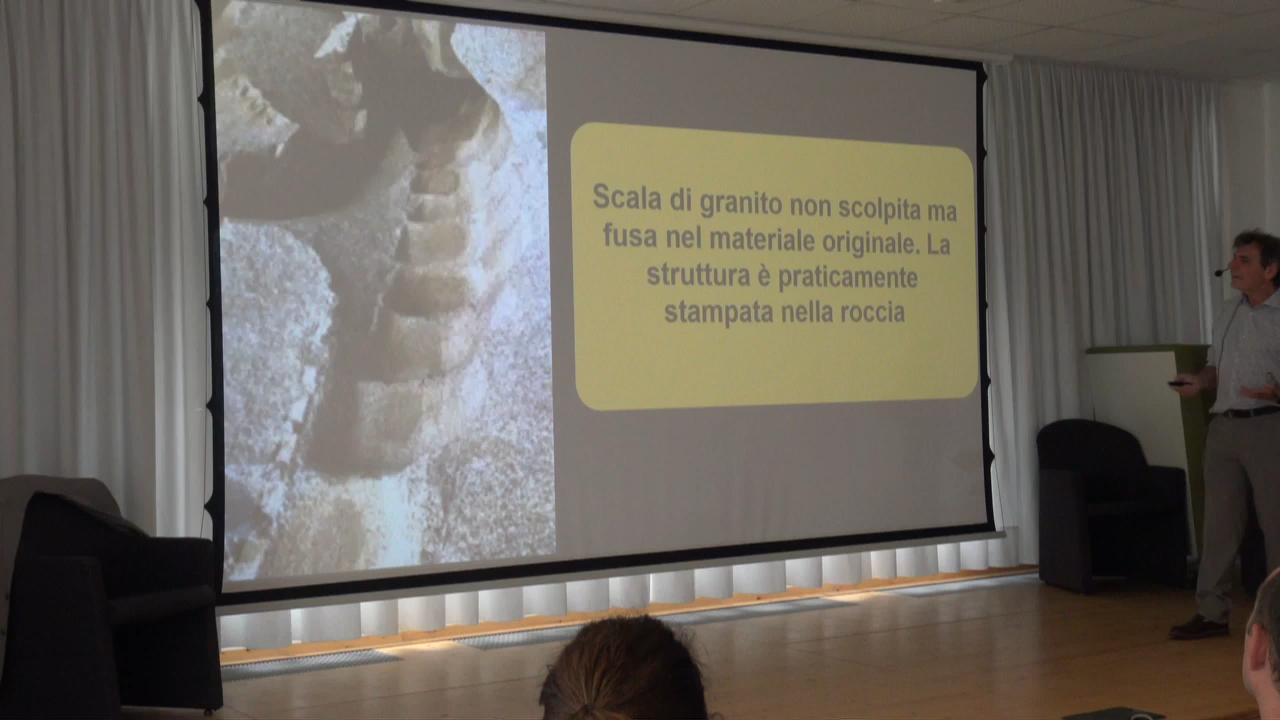 Scala di granito non scolpita ma
fusa nel materiale originale. La
struttura è praticamente
stampata nella roccia